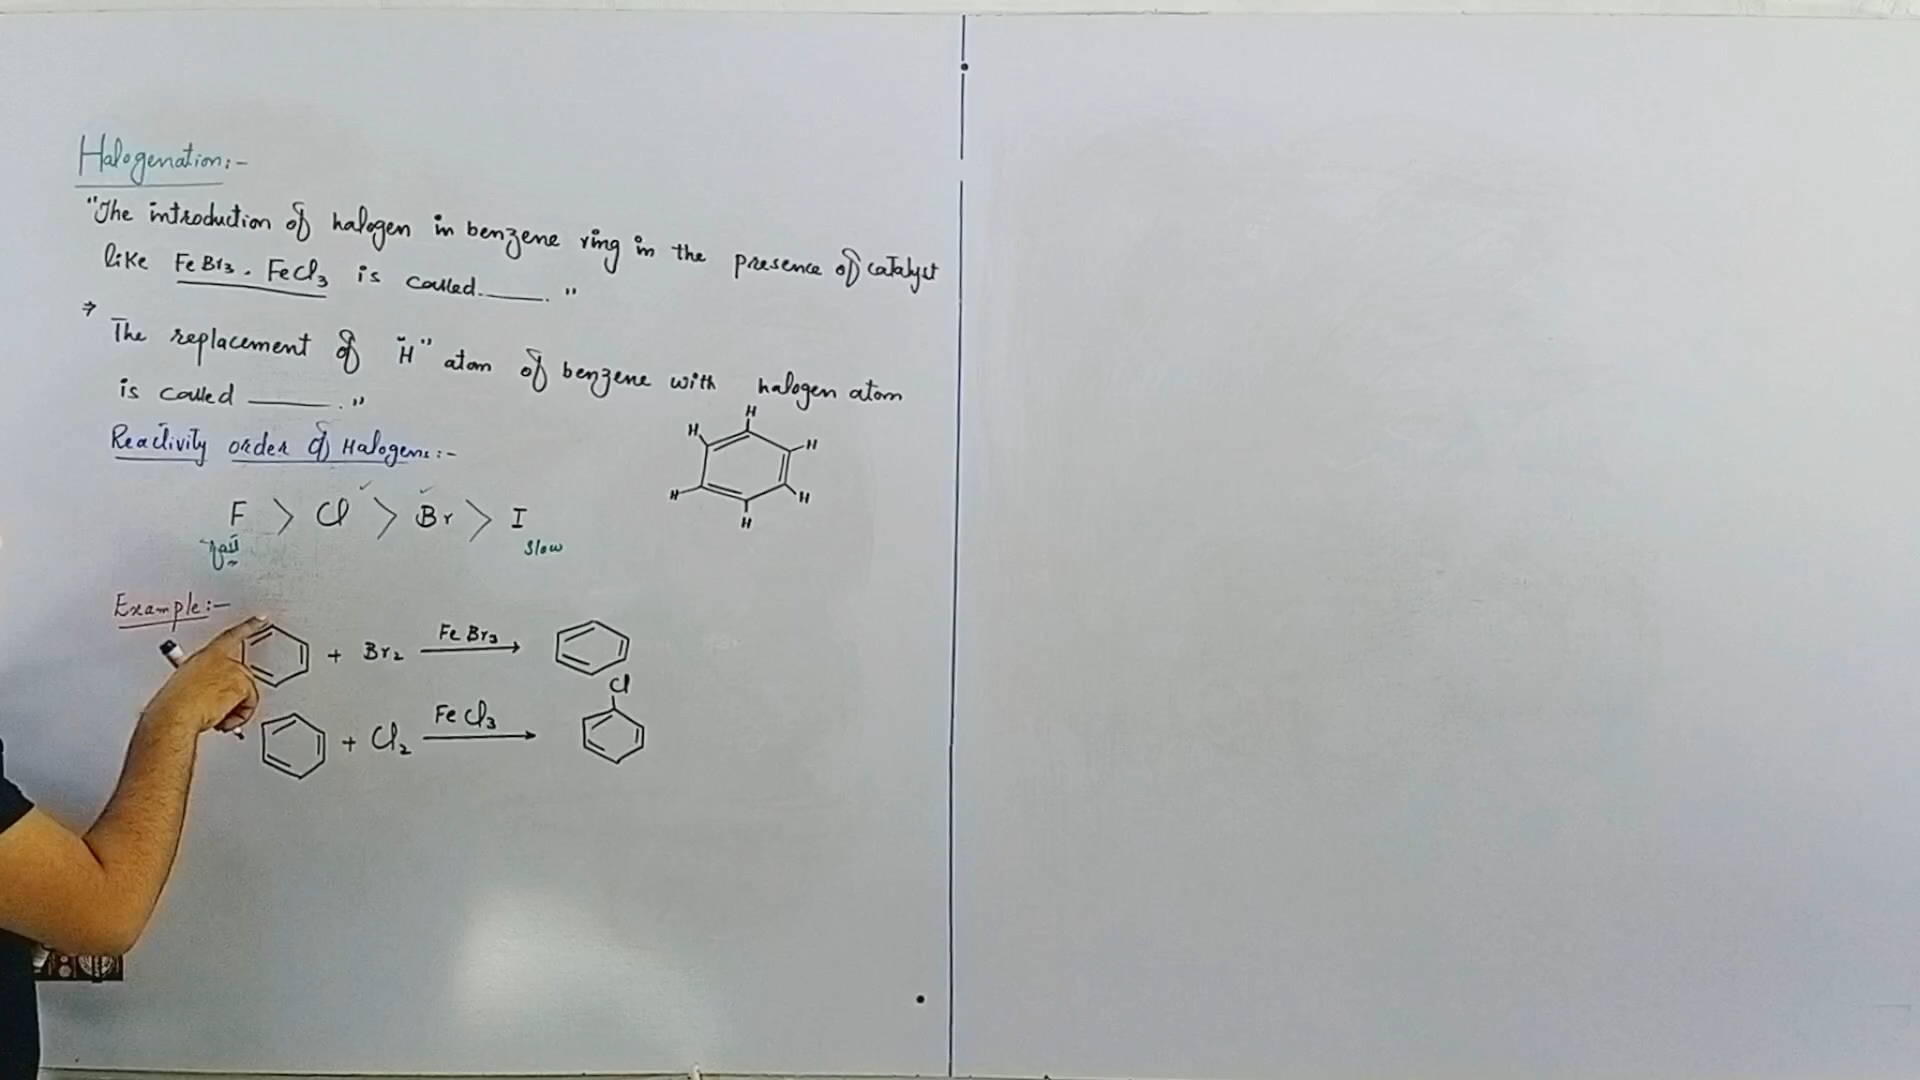 Halogenation:-
"The introduction of halogen in benzene ring in the presence of catalyst
like FeBr3, FeCl3 is called ____."
⇒ The replacement of "H" atom of benzene with halogen atom
is called ____."
Reactivity order of Halogens:-
H
H H
H H
H
F > Cl > Br > I
fast slow
Example:-
+ Br2 FeBr3 →
Cl
+ Cl2 FeCl3 →